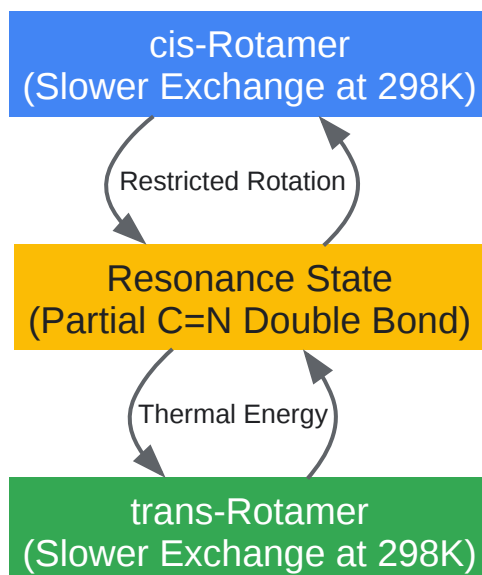 cis-Rotamer
(Slower Exchange at 298K)
Restricted Rotation
Resonance State
(Partial C=N Double Bond)
Thermal Energy
trans-Rotamer
(Slower Exchange at 298K)